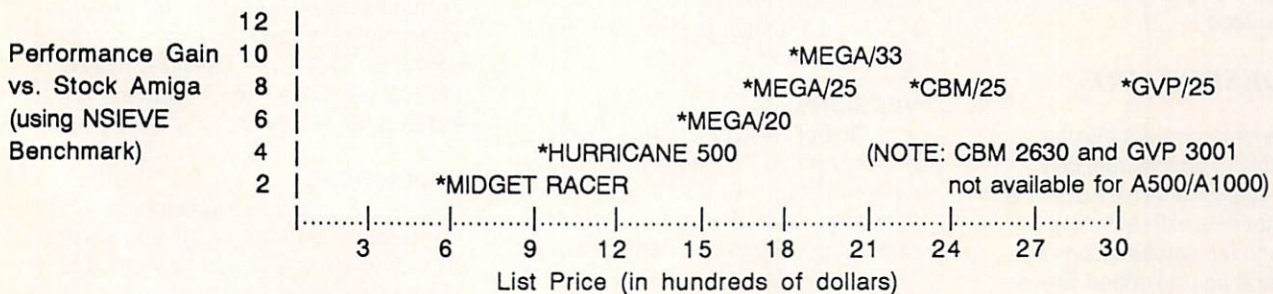 12 |
Performance Gain 10 | *MEGA/33
vs. Stock Amiga 8 | *MEGA/25 *CBM/25 *GVP/25
(using NSIEVE 6 | *MEGA/20
Benchmark) 4 | *HURRICANE 500 (NOTE: CBM 2630 and GVP 3001
2 | *MIDGET RACER not available for A500/A1000)
3 6 9 12 15 18 21 24 27 30
List Price (in hundreds of dollars)